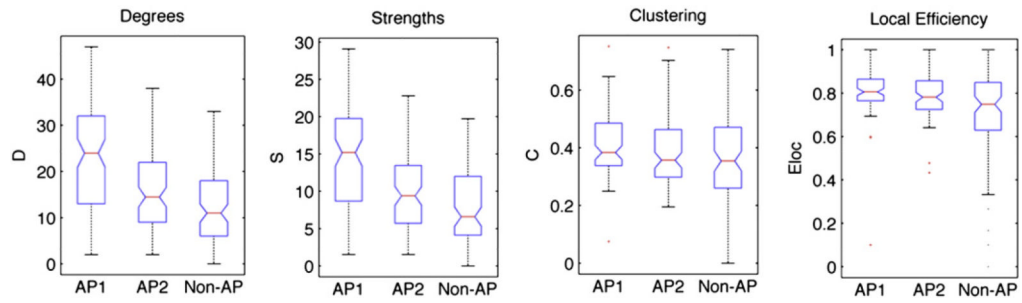 Degrees
D
40
30
20
10
0
AP1 AP2 Non-AP
Strengths
S
30
25
20
15
10
5
0
AP1 AP2 Non-AP
Clustering
C
0.6
0.4
0.2
0
AP1 AP2 Non-AP
Local Efficiency
Eloc
1
0.8
0.6
0.4
0.2
0
AP1 AP2 Non-AP